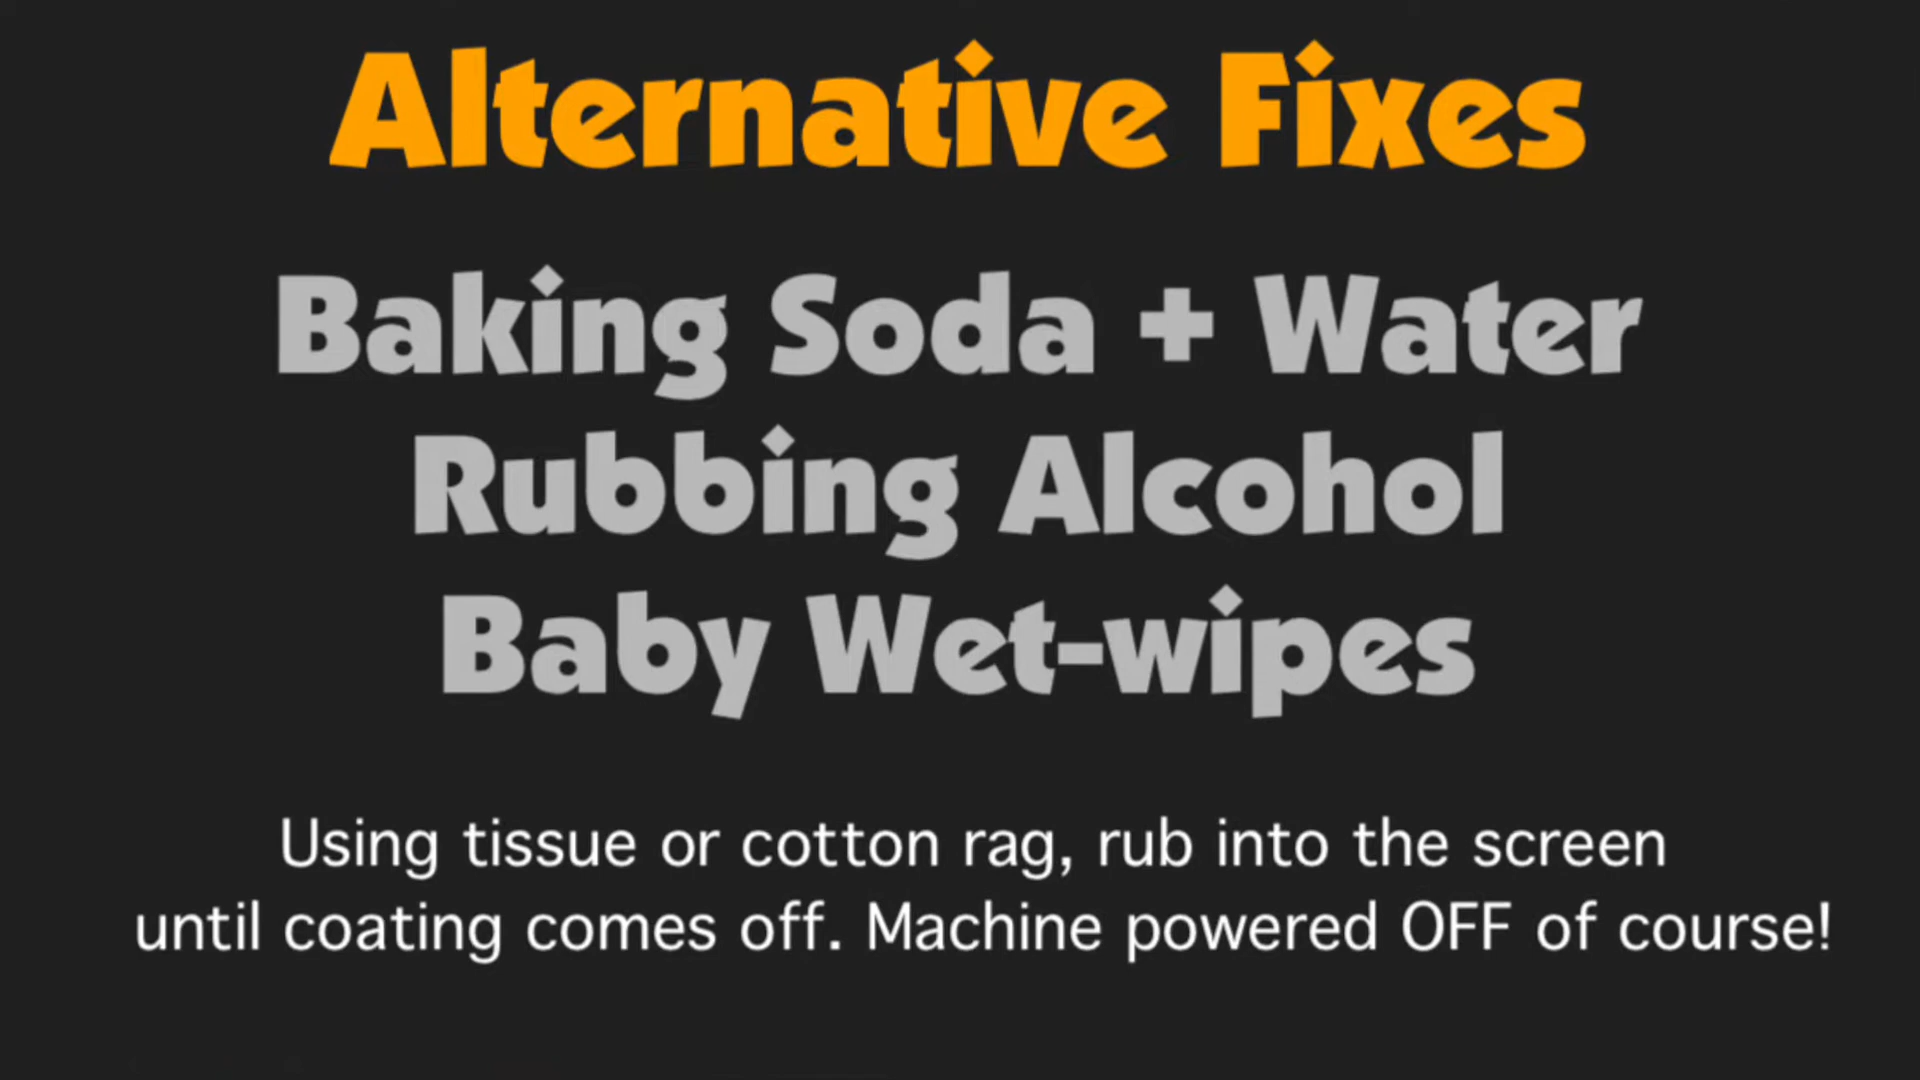 Alternative Fixes
Baking Soda + Water
Rubbing Alcohol
Baby Wet-wipes
Using tissue or cotton rag, rub into the screen
until coating comes off. Machine powered OFF of course!